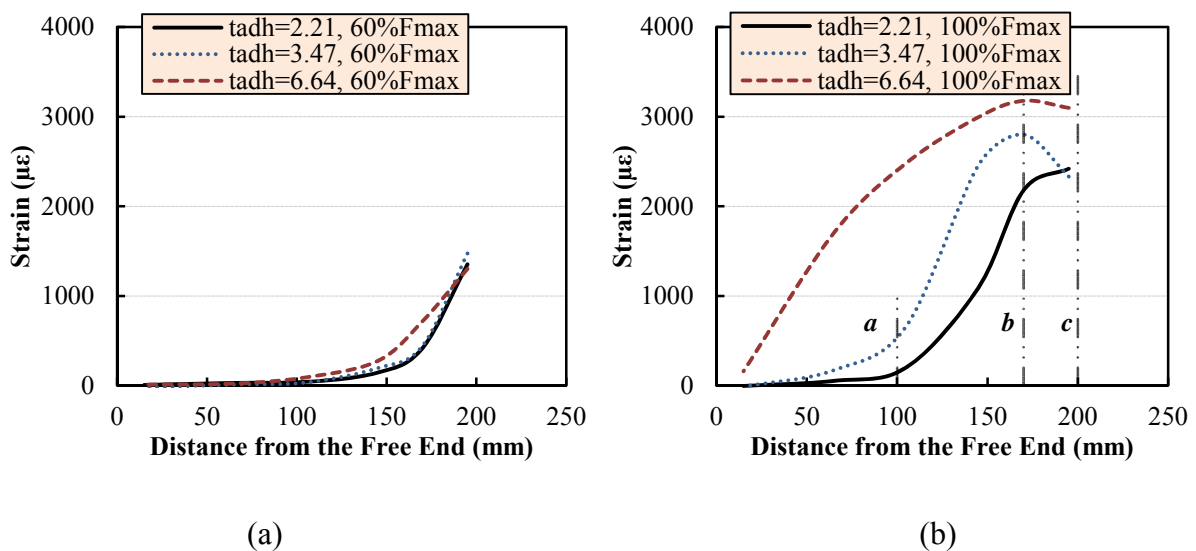 4000
3000
2000
1000
0
Strain (με)
tadh=2.21, 60%Fmax
tadh=3.47, 60%Fmax
tadh=6.64, 60%Fmax
0 50 100 150 200 250
Distance from the Free End (mm)
(a)
4000
3000
2000
1000
0
Strain (με)
tadh=2.21, 100%Fmax
tadh=3.47, 100%Fmax
tadh=6.64, 100%Fmax
a b c
0 50 100 150 200 250
Distance from the Free End (mm)
(b)